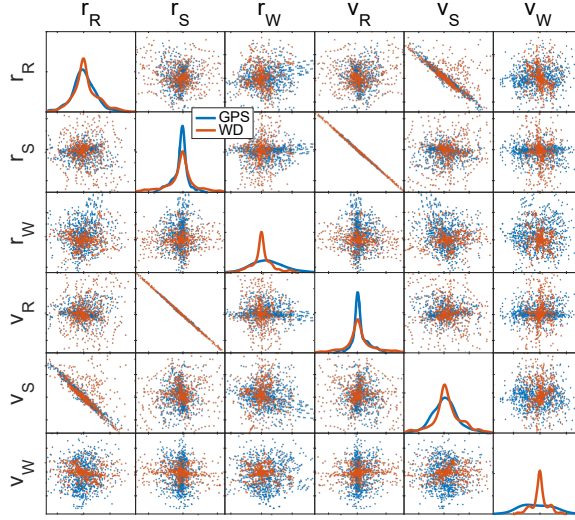 r_R r_S r_W v_R v_S v_W
r_R
r_S
GPS
WD
r_W
v_R
v_S
v_W